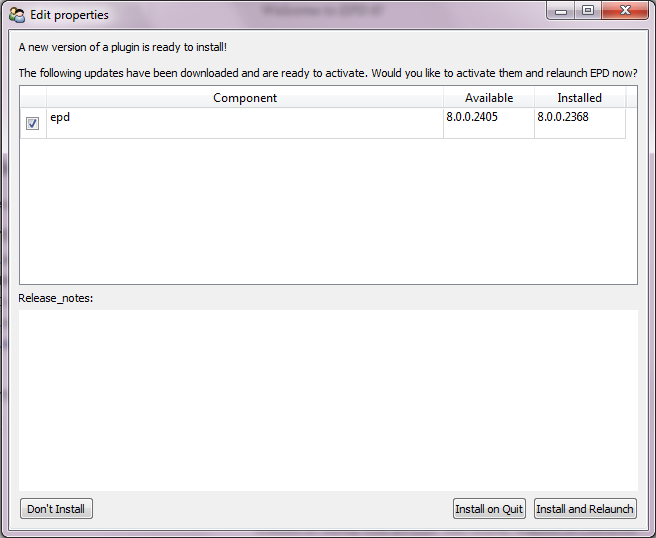 Edit properties
A new version of a plugin is ready to install!
The following updates have been downloaded and are ready to activate. Would you like to activate them and relaunch EPD now?
Component Available Installed
epd 8.0.0.2405 8.0.0.2368
Release_notes:
Don't Install Install on Quit Install and Relaunch